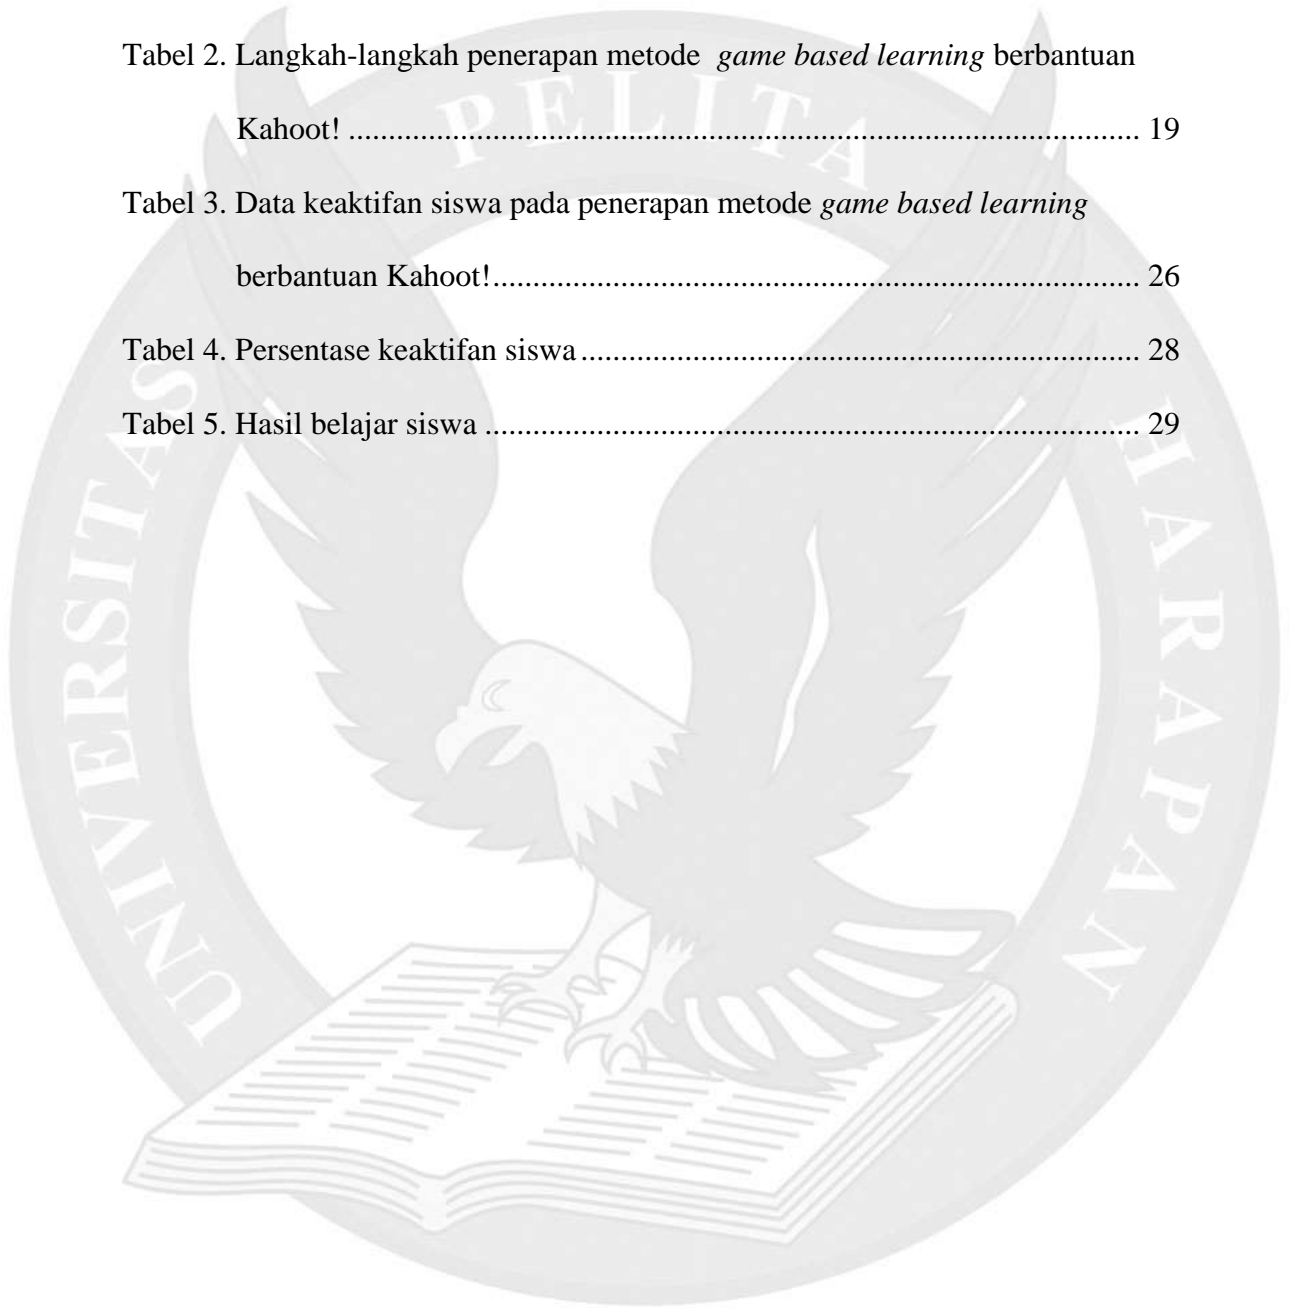 Tabel 2. Langkah-langkah penerapan metode game based learning berbantuan
Kahoot! ................................................................................................ 19
Tabel 3. Data keaktifan siswa pada penerapan metode game based learning
berbantuan Kahoot!............................................................................... 26
Tabel 4. Persentase keaktifan siswa .................................................................... 28
Tabel 5. Hasil belajar siswa ................................................................................ 29
UNIVERSITAS PELITA HARAPAN